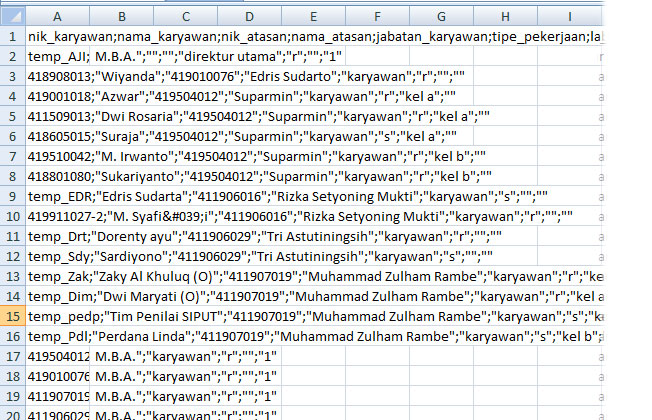 A B C D E F G H I
1 nik_karyawan;nama_karyawan;nik_atasan;nama_atasan;jabatan_karyawan;tipe_pekerjaan;la
2 temp_AJI; M.B.A.";"";"";"direktur utama";"r";"";"1"
3 418908013;"Wiyanda";"419010076";"Edris Sudarto";"karyawan";"r";"";""
4 419001018;"Azwar";"419504012";"Suparmin";"karyawan";"r";"kel a";""
5 411509013;"Dwi Rosaria";"419504012";"Suparmin";"karyawan";"r";"kel a";""
6 418605015;"Suraja";"419504012";"Suparmin";"karyawan";"s";"kel a";""
7 419510042;"M. Irwanto";"419504012";"Suparmin";"karyawan";"r";"kel b";""
8 418801080;"Sukariyanto";"419504012";"Suparmin";"karyawan";"r";"kel b";""
9 temp_EDR;"Edris Sudarta";"411906016";"Rizka Setyoning Mukti";"karyawan";"s";"";""
10 419911027-2;"M. Syafi&#039;i";"411906016";"Rizka Setyoning Mukti";"karyawan";"r";"";""
11 temp_Drt;"Dorenty ayu";"411906029";"Tri Astutiningsih";"karyawan";"r";"";""
12 temp_Sdy;"Sardiyono";"411906029";"Tri Astutiningsih";"karyawan";"s";"";""
13 temp_Zak;"Zaky Al Khuluq (O)";"411907019";"Muhammad Zulham Rambe";"karyawan";"r";"ke
14 temp_Dim;"Dwi Maryati (O)";"411907019";"Muhammad Zulham Rambe";"karyawan";"r";"kel a
15 temp_pedp;"Tim Penilai SIPUT";"411907019";"Muhammad Zulham Rambe";"karyawan";"s";"k
16 temp_Pdl;"Perdana Linda";"411907019";"Muhammad Zulham Rambe";"karyawan";"s";"kel b";
17 419504012 M.B.A.";"karyawan";"r";"";"1"
18 419010076 M.B.A.";"karyawan";"r";"";"1"
19 411907019 M.B.A.";"karyawan";"r";"";"1"
20 411906029 M.B.A.";"karyawan";"r";"";"1"